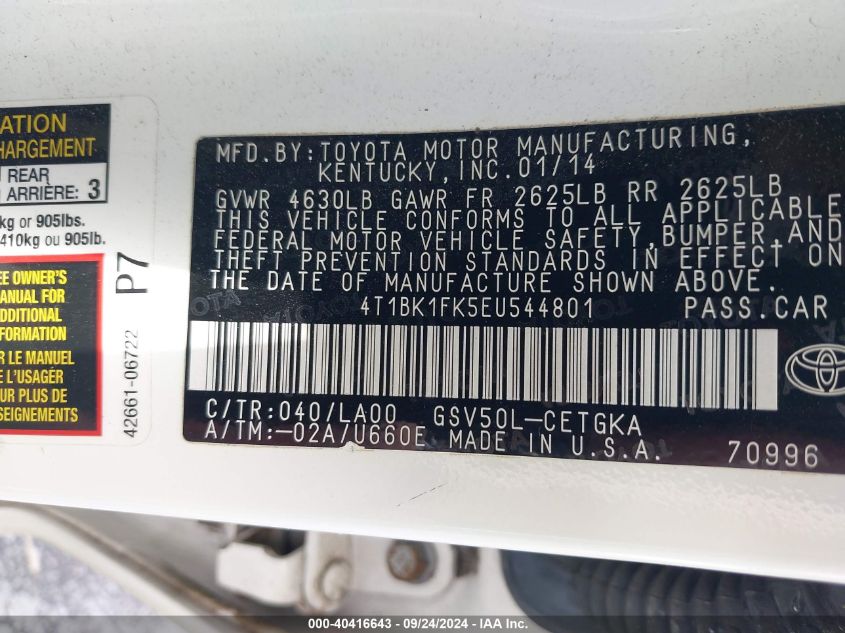 ATION
HARGEMENT
REAR
ARRIÈRE: 3
kg or 905lbs.
410kg ou 905lb.
EE OWNER'S
ANUAL FOR
DDITIONAL
FORMATION
R LE MANUEL
E L'USAGÉR
UR PLUS DE
42661-06722
P7
MFD.BY:TOYOTA MOTOR MANUFACTURING,
KENTUCKY,INC.01/14
GVWR 4630LB GAWR FR 2625LB RR 2625LB
THIS VEHICLE CONFORMS TO ALL APPLICABLE
FEDERAL MOTOR VEHICLE SAFETY,BUMPER,AND
THEFT PREVENTION STANDARDS IN EFFECT ON
THE DATE OF MANUFACTURE SHOWN ABOVE.
4T1BK1FK5EU544801 PASS.CAR
C/TR:040/LA00 GSV50L-CETGKA
A/TM:-02A/U660E MADE IN U.S.A. 70996
000-40416643 - 09/24/2024 - IAA Inc.